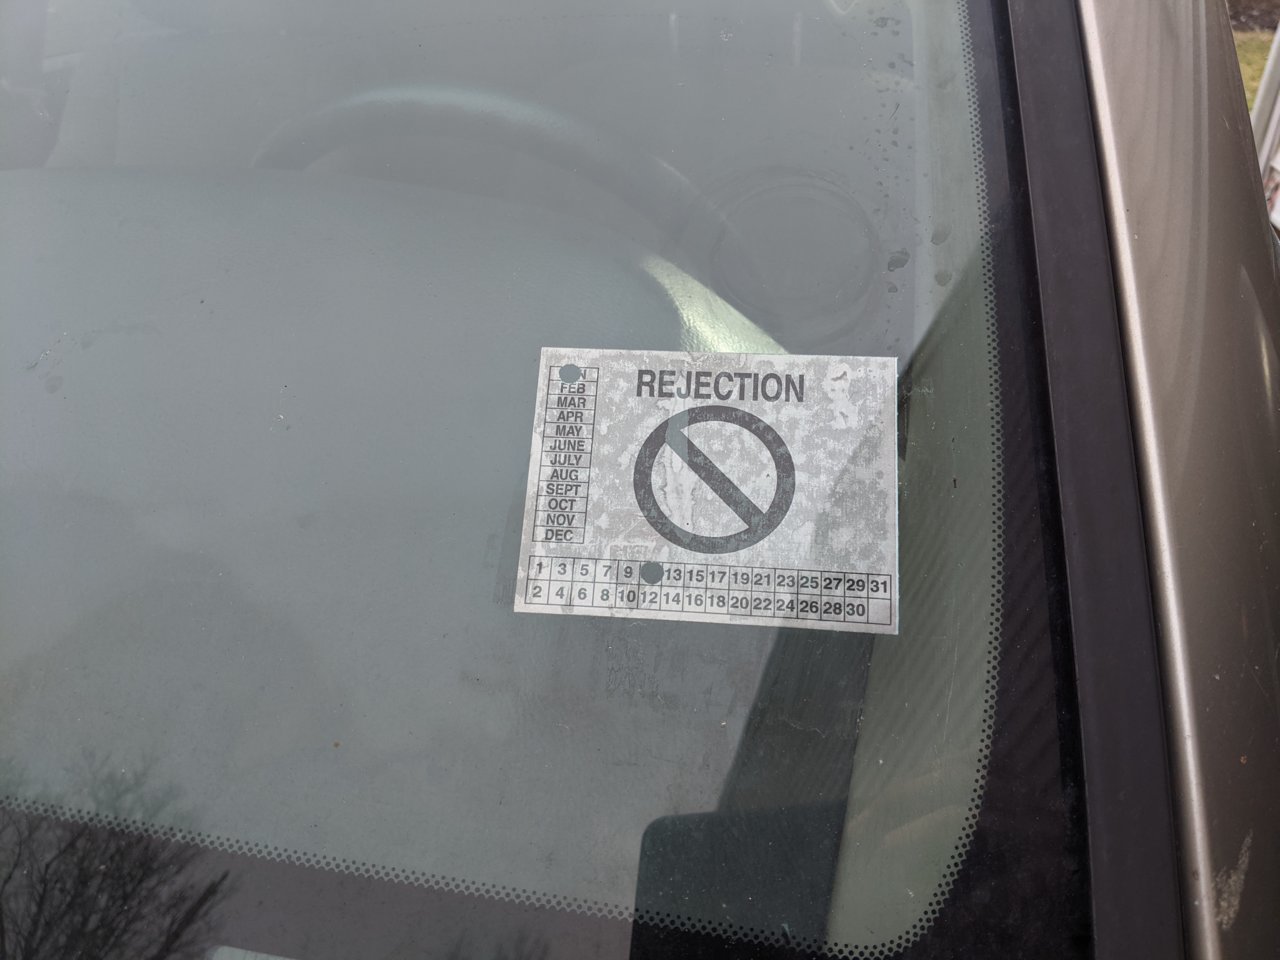 REJECTION
FEB
MAR
APR
MAY
JUNE
JULY
AUG
SEPT
OCT
NOV
DEC
1 3 5 7 9 13 15 17 19 21 23 25 27 29 31
2 4 6 8 10 12 14 16 18 20 22 24 26 28 30